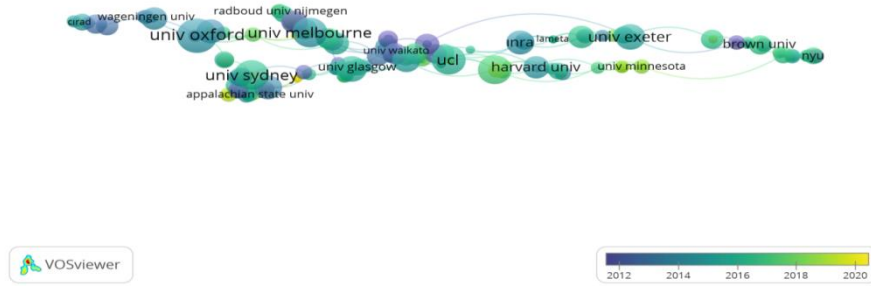 radboud univ nijmegen
cirad
wageningen univ
univ oxford
univ melbourne
univ waikato
inra
lameta
univ exeter
brown univ
nyu
univ sydney
univ glasgow
ucl
harvard univ
univ minnesota
appalachian state univ
VOSviewer
2012 2014 2016 2018 2020